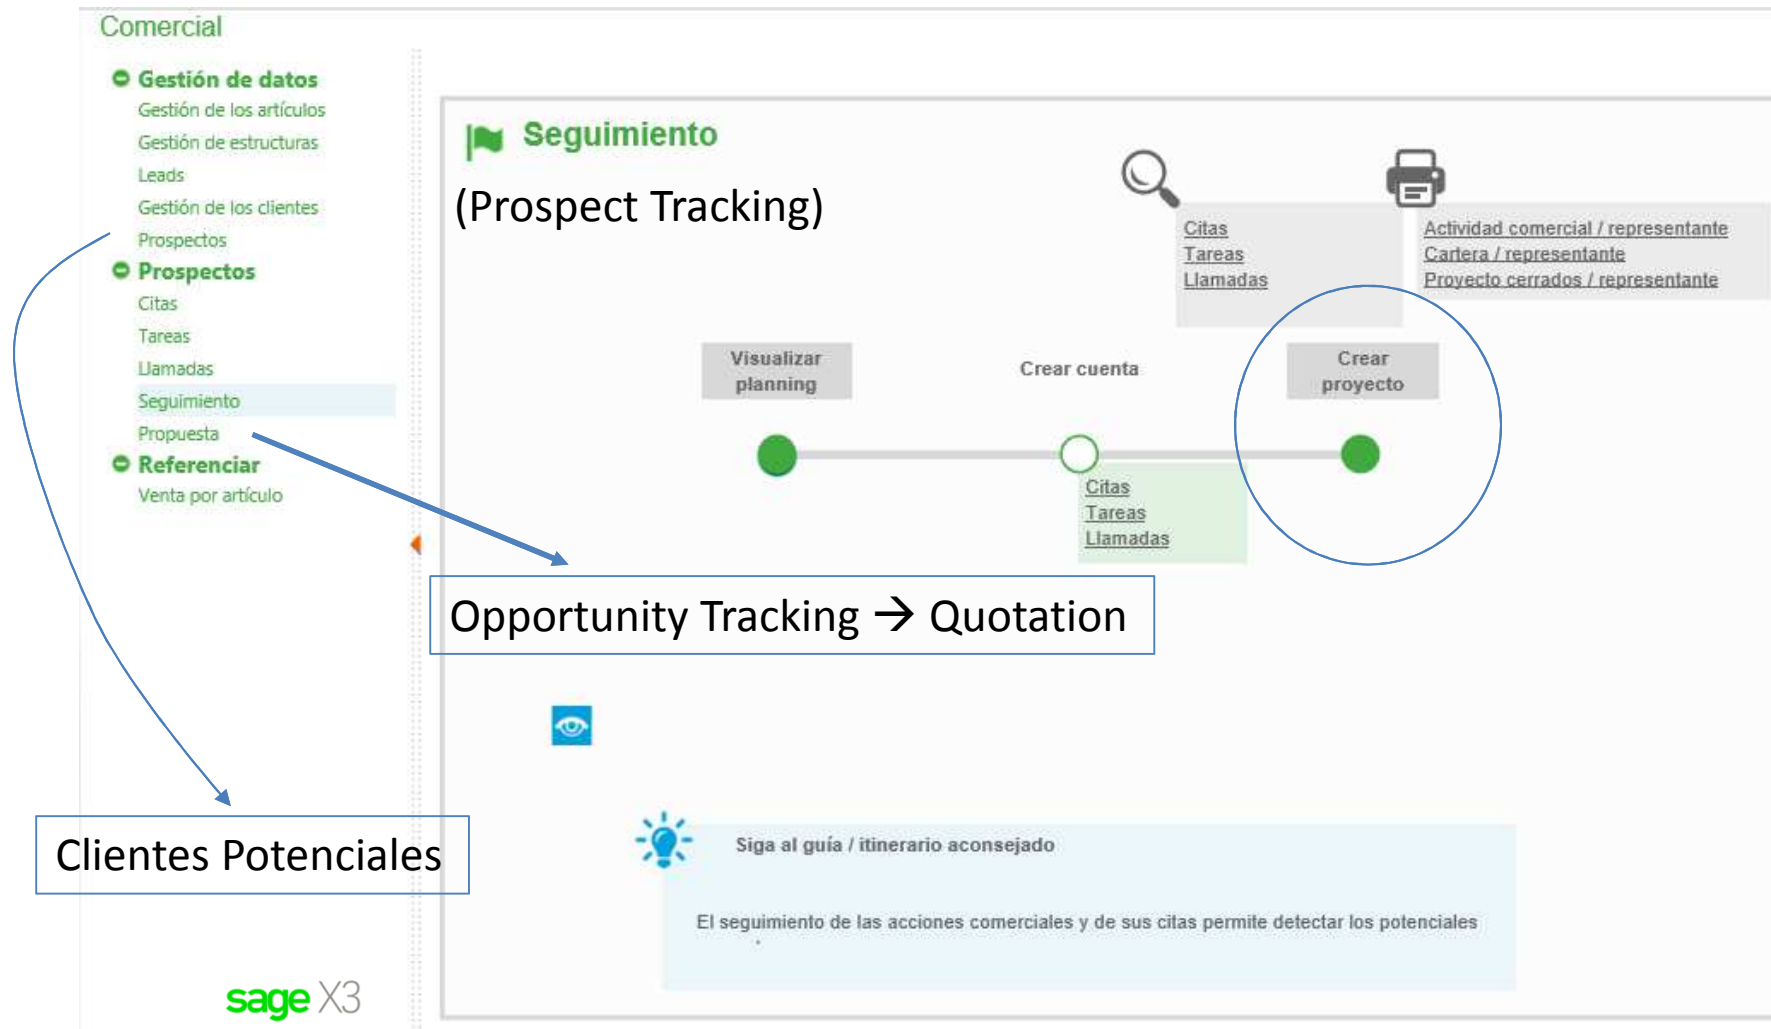 Comercial
Gestión de datos
Gestión de los artículos
Gestión de estructuras
Leads
Gestión de los clientes
Prospectos
Prospectos
Citas
Tareas
Llamadas
Seguimiento
Propuesta
Referenciar
Venta por artículo
Seguimiento
(Prospect Tracking)
Citas
Tareas
Llamadas
Actividad comercial / representante
Cartera / representante
Proyecto cerrados / representante
Visualizar
planning
Crear cuenta
Crear
proyecto
Citas
Tareas
Llamadas
Opportunity Tracking → Quotation
Clientes Potenciales
Siga al guía / itinerario aconsejado
El seguimiento de las acciones comerciales y de sus citas permite detectar los potenciales
.
sage X3